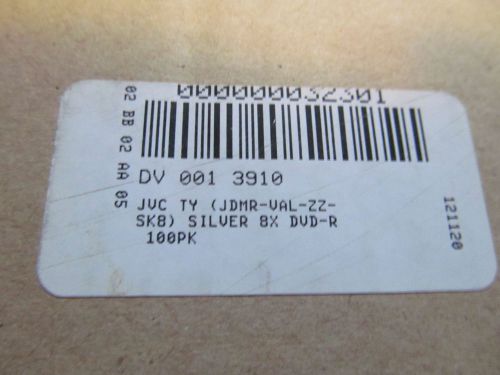 000000032301
02 BB 02 AA 05
DV 001 3910
JVC TY (JDMR-VAL-ZZ-
SK8) SILVER 8X DVD-R
100PK
121120